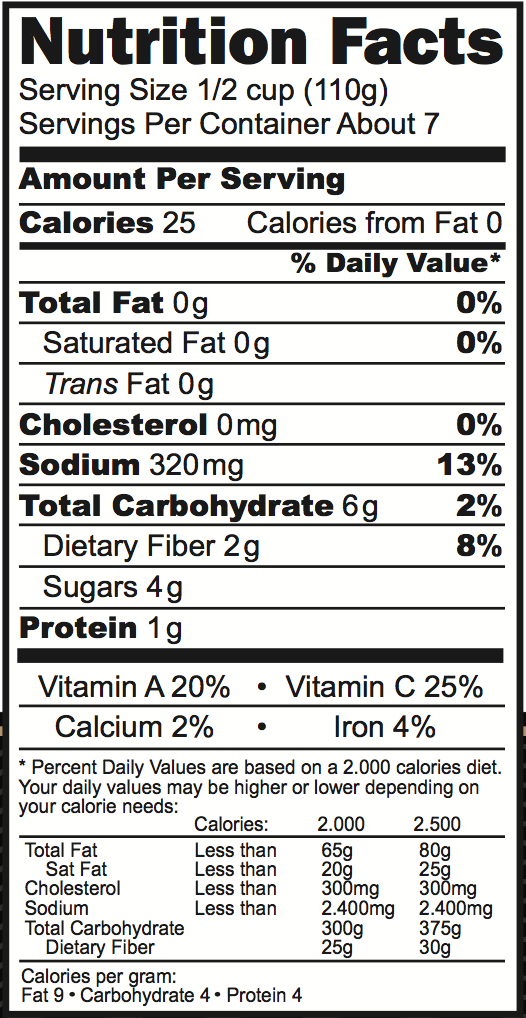 Nutrition Facts
Serving Size 1/2 cup (110g)
Servings Per Container About 7
Amount Per Serving
Calories 25 Calories from Fat 0
% Daily Value*
Total Fat 0g 0%
Saturated Fat 0g 0%
Trans Fat 0g
Cholesterol 0mg 0%
Sodium 320mg 13%
Total Carbohydrate 6g 2%
Dietary Fiber 2g 8%
Sugars 4g
Protein 1g
Vitamin A 20% • Vitamin C 25%
Calcium 2% • Iron 4%
* Percent Daily Values are based on a 2.000 calories diet.
Your daily values may be higher or lower depending on
your calorie needs:
Calories: 2.000 2.500
Total Fat Less than 65g 80g
Sat Fat Less than 20g 25g
Cholesterol Less than 300mg 300mg
Sodium Less than 2.400mg 2.400mg
Total Carbohydrate 300g 375g
Dietary Fiber 25g 30g
Calories per gram:
Fat 9 • Carbohydrate 4 • Protein 4